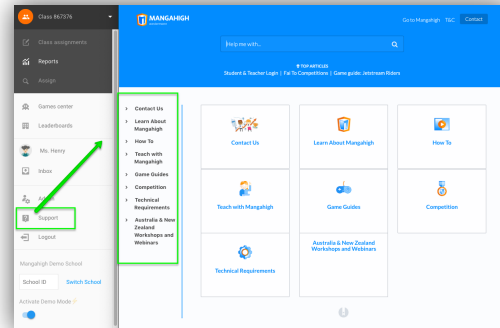 Class 867376
Class assignments
Reports
Assign
Games center
Leaderboards
Ms. Henry
Inbox
Support
Logout
Mangahigh Demo School
School ID
Switch School
Activate Demo Mode
MANGAHIGH
Go to Mangahigh
T&C
Contact
Help me with..
TOP ARTICLES
Student & Teacher Login | Fai To Competitions | Game guide: Jetstream Riders
Contact Us
Learn About
Mangahigh
How To
Teach with
Mangahigh
Game Guides
Competition
Technical
Requirements
Australia & New
Zealand
Workshops and
Webinars
Contact Us
Learn About Mangahigh
How To
Teach with Mangahigh
Game Guides
Competition
Technical Requirements
Australia & New Zealand
Workshops and Webinars